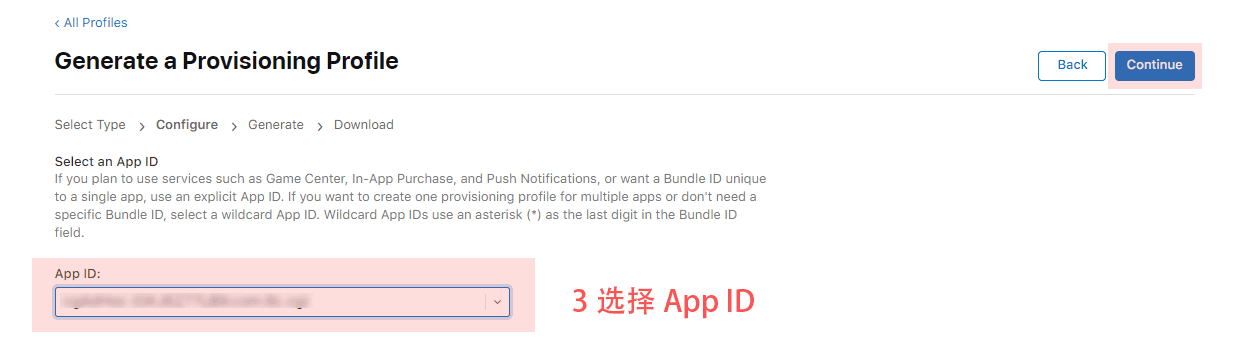 ‹ All Profiles
Generate a Provisioning Profile
Back
Continue
Select Type › Configure › Generate › Download
Select an App ID
If you plan to use services such as Game Center, In-App Purchase, and Push Notifications, or want a Bundle ID unique
to a single app, use an explicit App ID. If you want to create one provisioning profile for multiple apps or don't need a
specific Bundle ID, select a wildcard App ID. Wildcard App IDs use an asterisk (*) as the last digit in the Bundle ID
field.
App ID:
3 选择 App ID